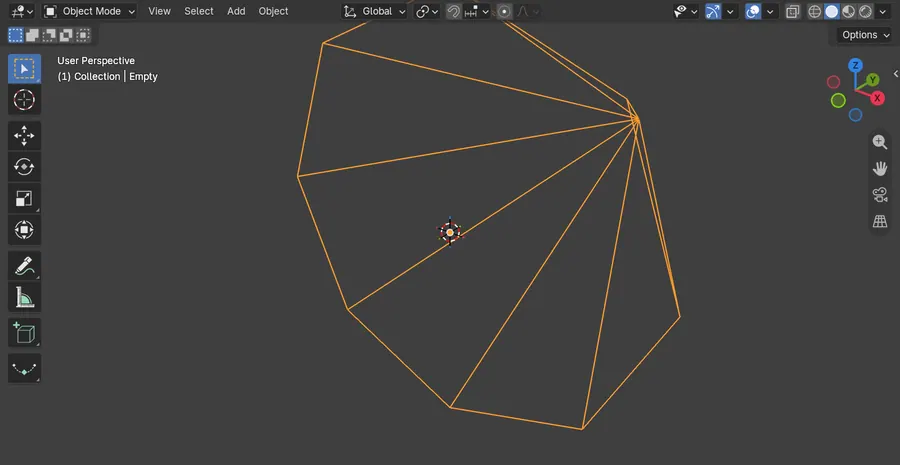 Object Mode View Select Add Object Global
Options
User Perspective
(1) Collection | Empty
Z
Y
X